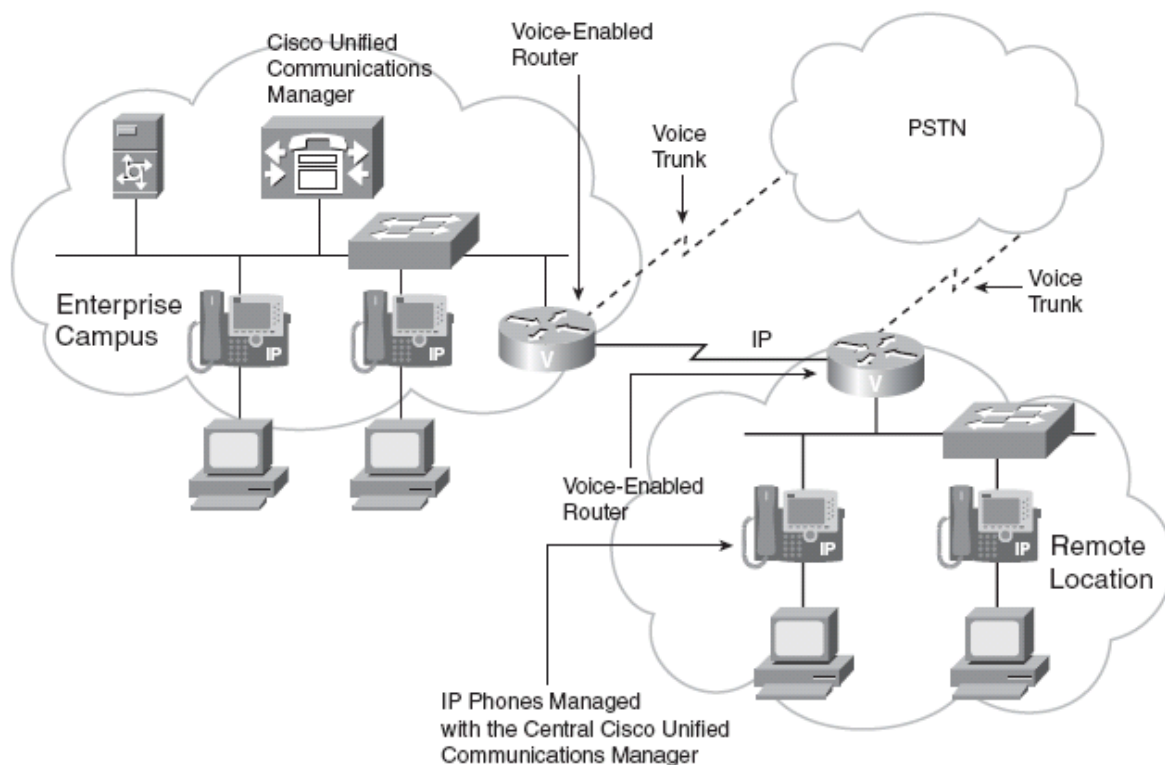 Cisco Unified
Communications
Manager
Voice-Enabled
Router
Voice
Trunk
PSTN
Enterprise
Campus
IP
IP
V
IP
V
Voice
Trunk
Voice-Enabled
Router
IP
IP
Remote
Location
IP Phones Managed
with the Central Cisco Unified
Communications Manager